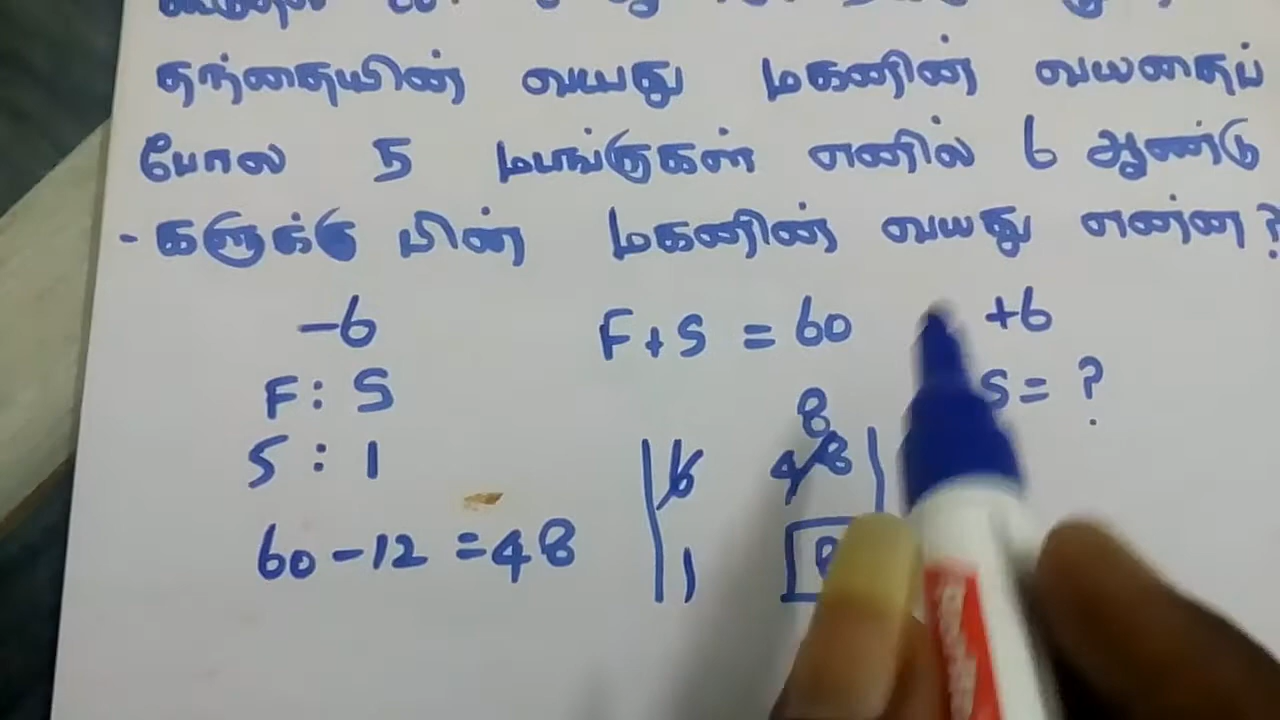 தந்தையின் வயது மகனின் வயதைப்
போல 5 மடங்குகள் எனில் 6 ஆண்டு
-களுக்கு பின் மகனின் வயது என்ன?
-6 F+S = 60 +6
F : S S = ?
5 : 1 6 48 8
60 - 12 = 48 1